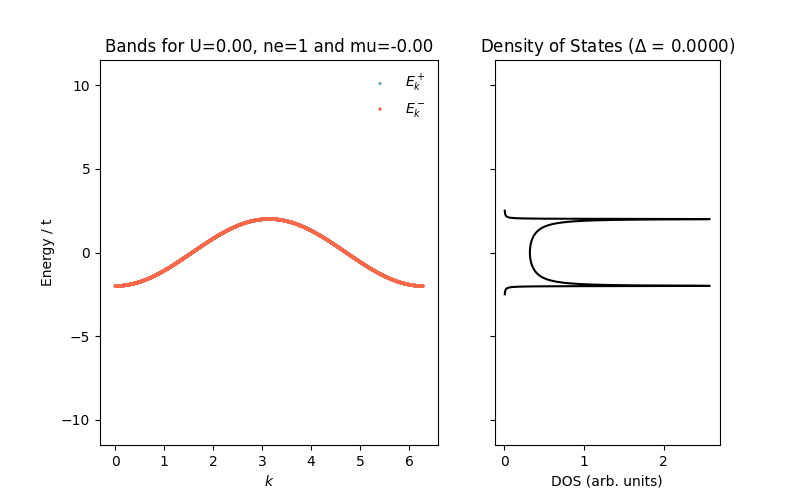 Bands for U=0.00, ne=1 and mu=-0.00
Density of States (Δ = 0.0000)
10
5
0
−5
−10
Energy / t
E_k^+
E_k^-
0 1 2 3 4 5 6
k
0 1 2
DOS (arb. units)